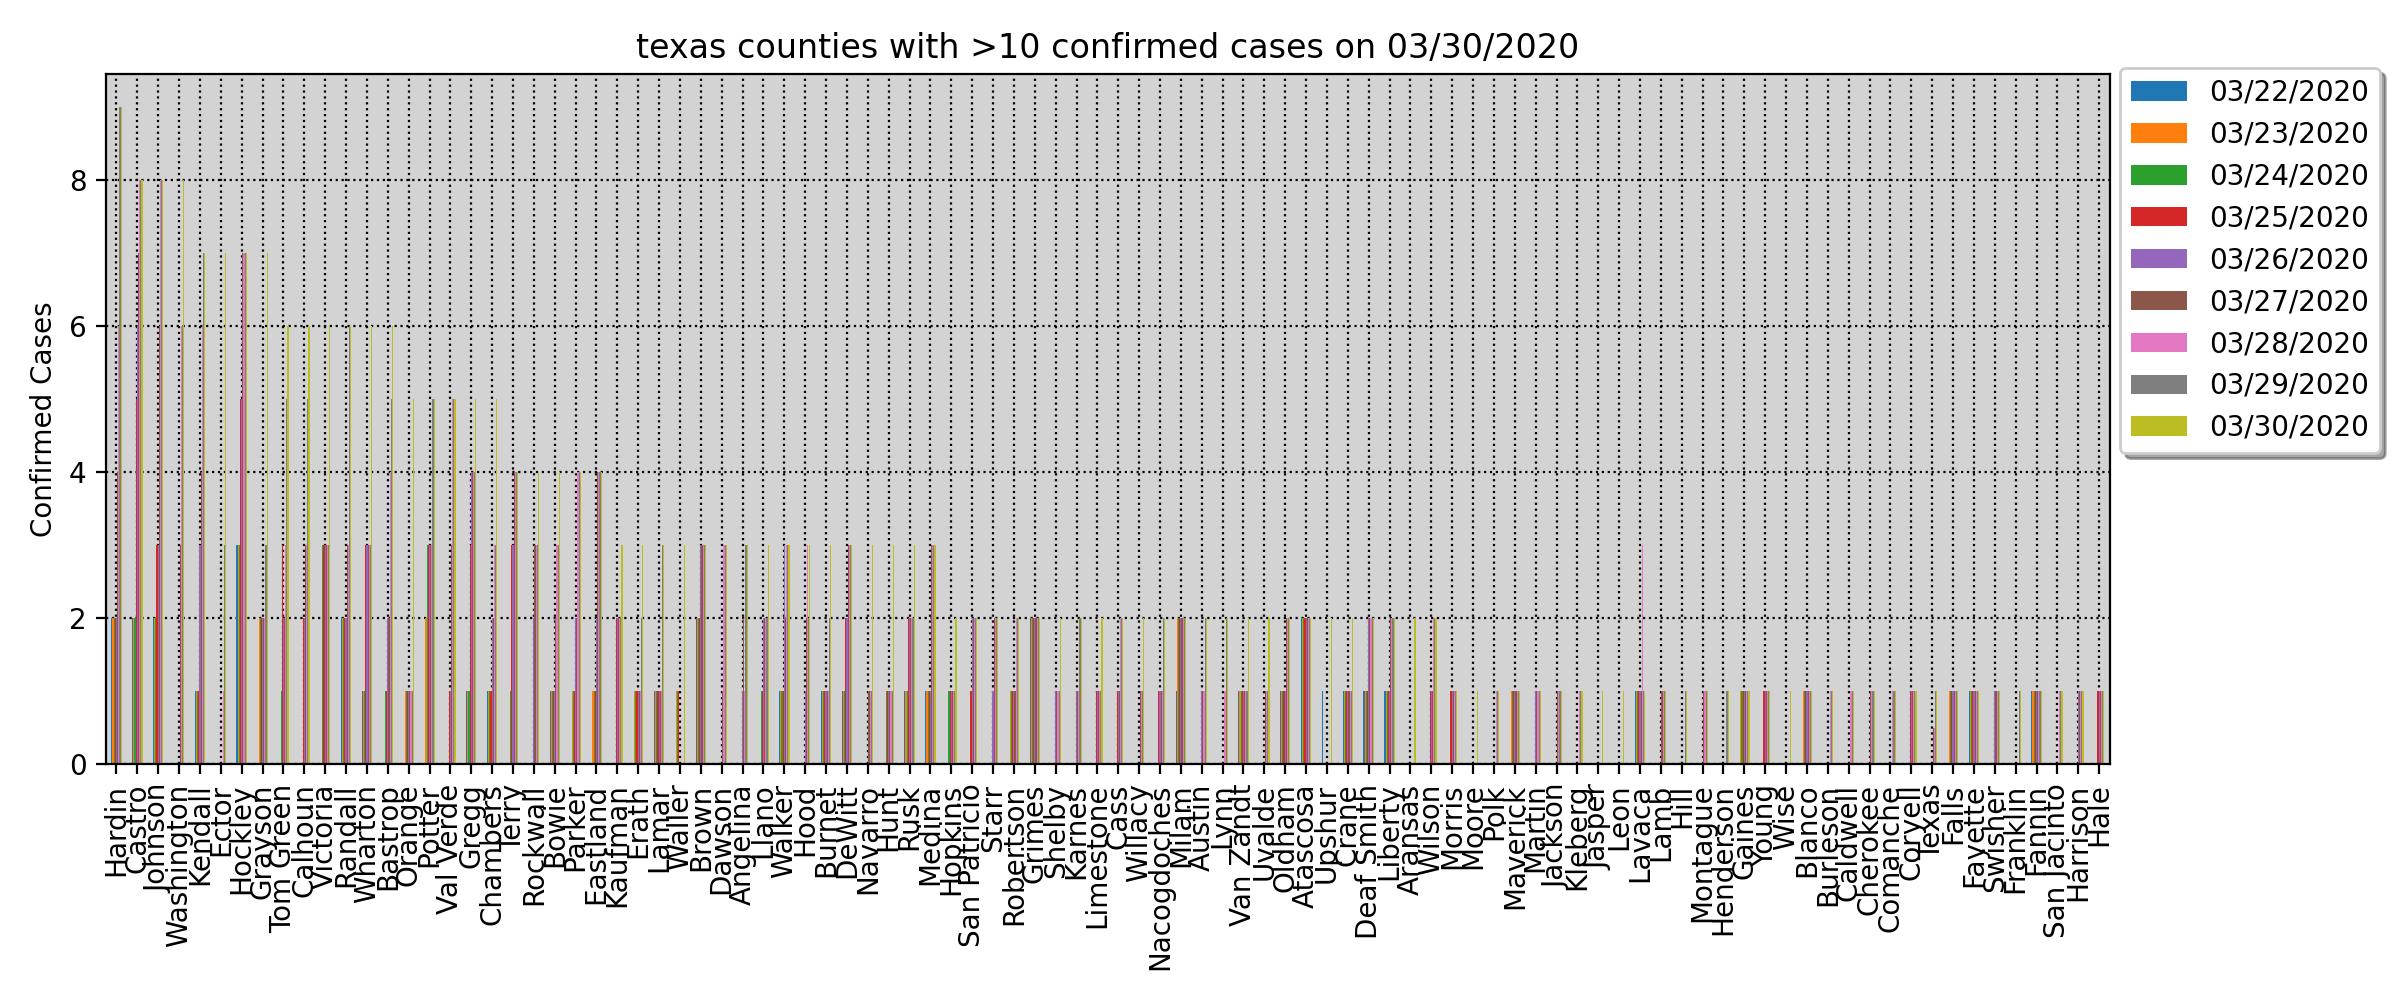 texas counties with >10 confirmed cases on 03/30/2020
Confirmed Cases
8
6
4
2
0
03/22/2020
03/23/2020
03/24/2020
03/25/2020
03/26/2020
03/27/2020
03/28/2020
03/29/2020
03/30/2020
Hardin
Castro
Johnson
Washington
Kendall
Ector
Hockley
Grayson
Tom Green
Calhoun
Victoria
Randall
Wharton
Bastrop
Orange
Potter
Val Verde
Gregg
Chambers
Terry
Rockwall
Bowie
Parker
Eastland
Kaufman
Erath
Lamar
Waller
Brown
Dawson
Angelina
Llano
Walker
Hood
Burnet
DeWitt
Navarro
Hunt
Rusk
Medina
Hopkins
San Patricio
Starr
Robertson
Grimes
Shelby
Karnes
Limestone
Cass
Willacy
Nacogdoches
Milam
Austin
Lynn
Van Zandt
Uvalde
Oldham
Atascosa
Upshur
Crane
Deaf Smith
Liberty
Aransas
Wilson
Morris
Moore
Polk
Maverick
Martin
Jackson
Kleberg
Jasper
Leon
Lavaca
Lamb
Hill
Montague
Henderson
Gaines
Young
Wise
Blanco
Burleson
Caldwell
Cherokee
Comanche
Coryell
Texas
Falls
Fayette
Swisher
Franklin
Fannin
San Jacinto
Harrison
Hale